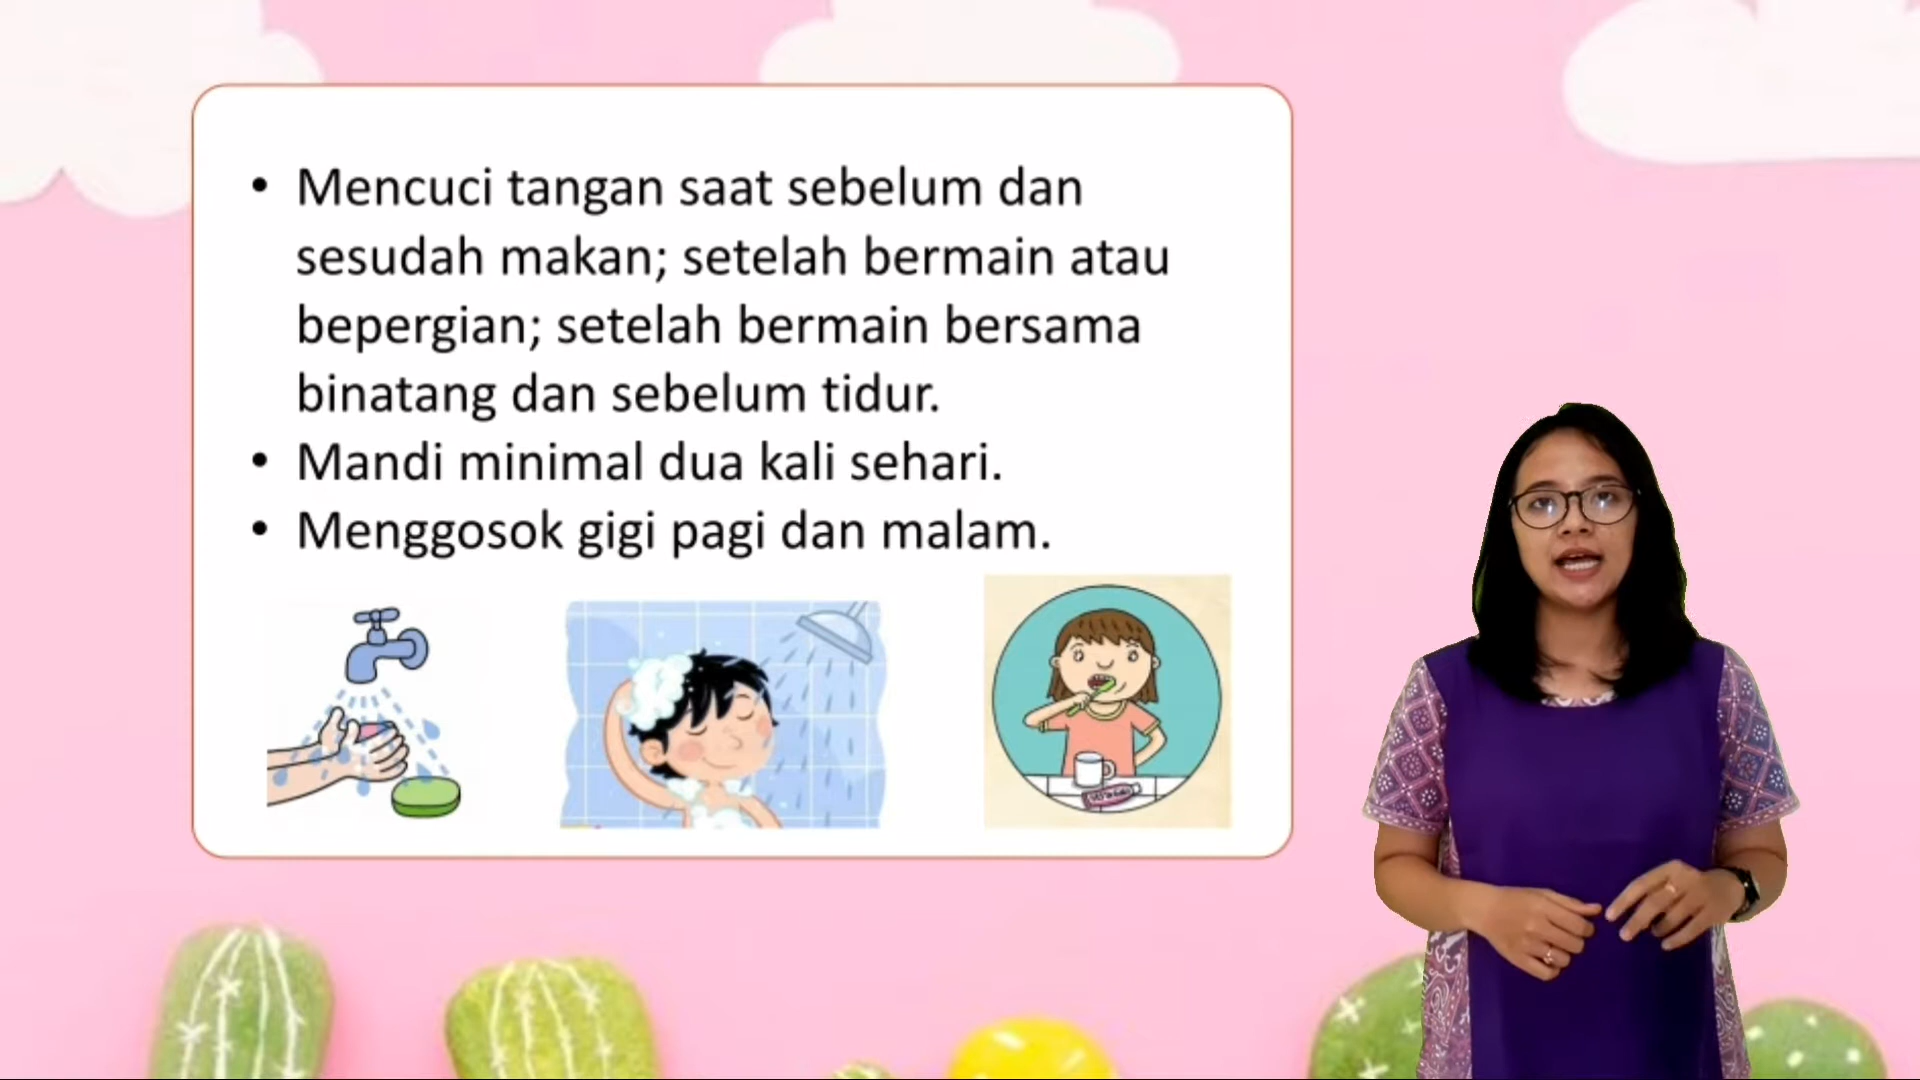 • Mencuci tangan saat sebelum dan
sesudah makan; setelah bermain atau
bepergian; setelah bermain bersama
binatang dan sebelum tidur.
• Mandi minimal dua kali sehari.
• Menggosok gigi pagi dan malam.